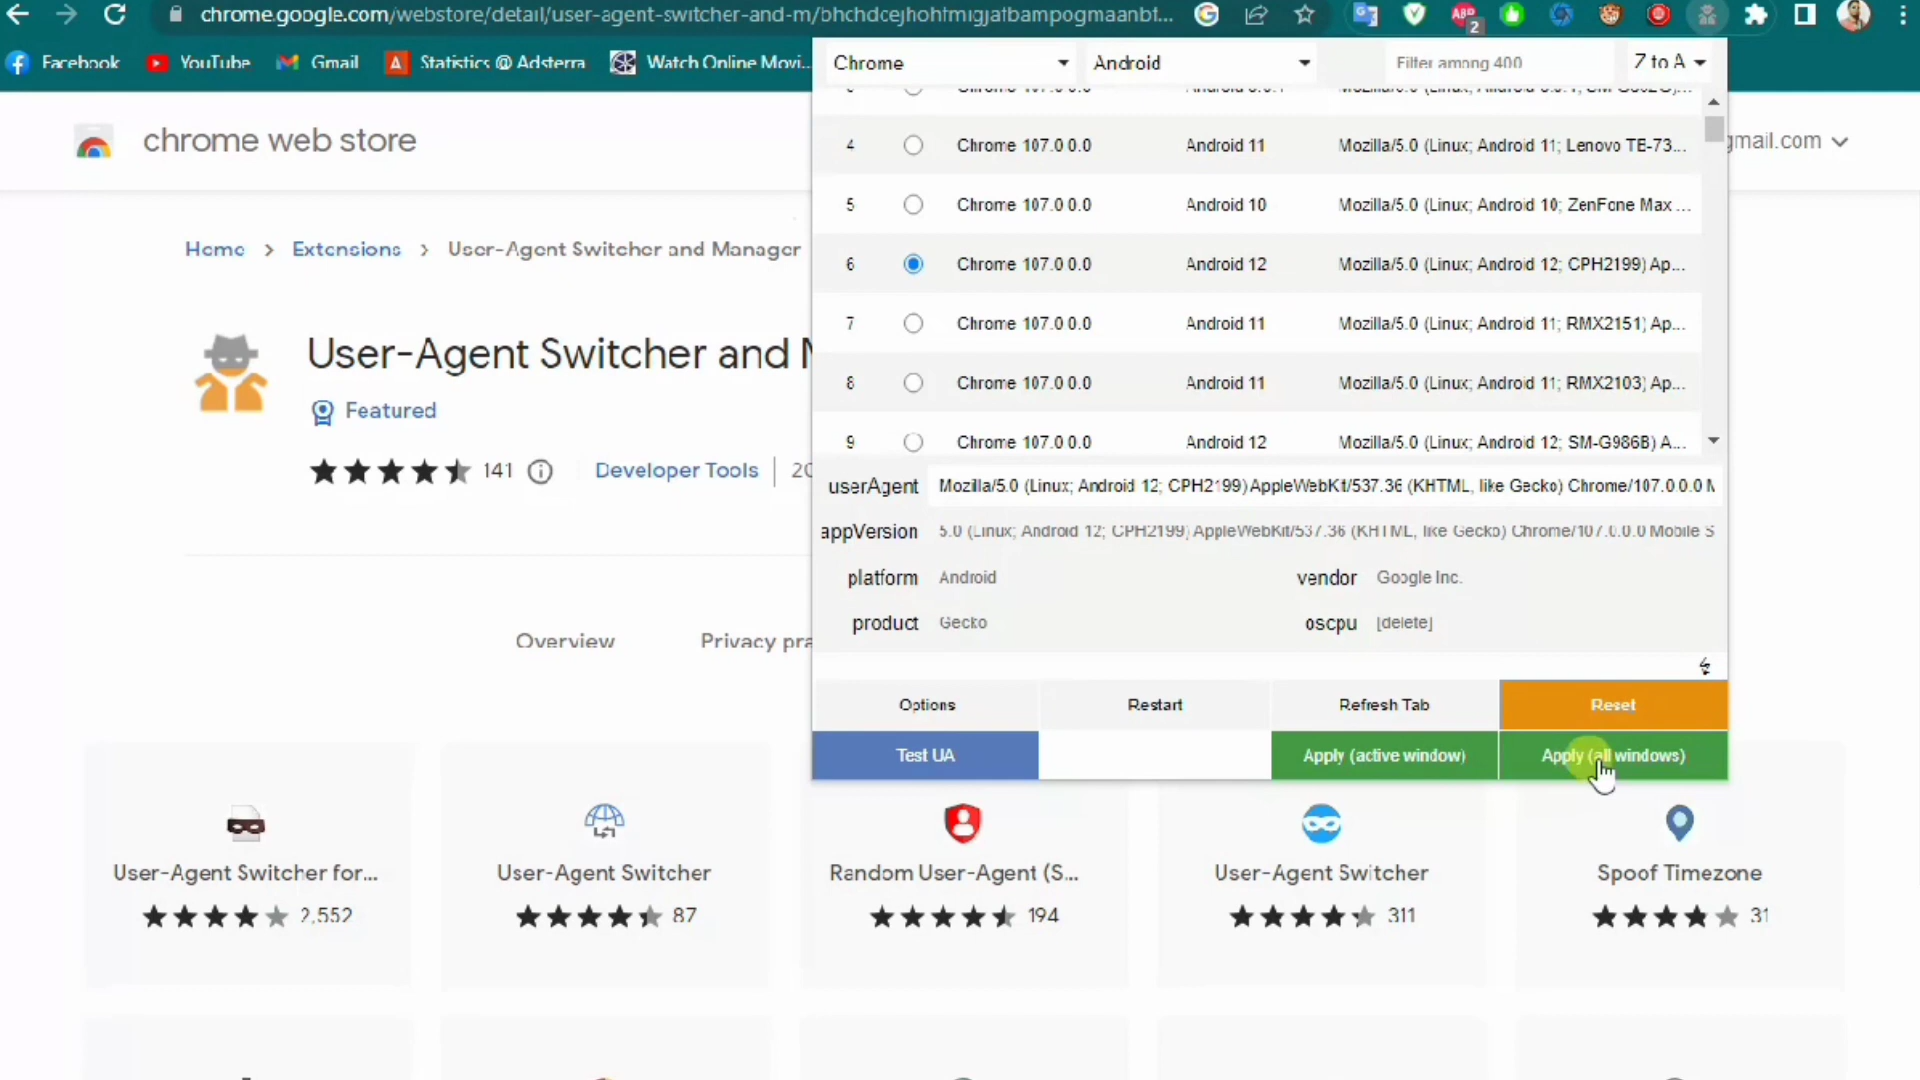 chrome.google.com/webstore/detail/user-agent-switcher-and-m/bhchdcejhohfmigjafbampogmaanbf...
Facebook YouTube Gmail Statistics @ Adsterra Watch Online Movi...
Chrome Android Filter among 400 Z to A
4 Chrome 107.0.0.0 Android 11 Mozilla/5.0 (Linux; Android 11; Lenovo TE-73...
chrome web store
gmail.com
5 Chrome 107.0.0.0 Android 10 Mozilla/5.0 (Linux; Android 10; ZenFone Max ...
Home > Extensions > User-Agent Switcher and Manager
6 Chrome 107.0.0.0 Android 12 Mozilla/5.0 (Linux; Android 12; CPH2199) Ap...
7 Chrome 107.0.0.0 Android 11 Mozilla/5.0 (Linux; Android 11; RMX2151) Ap...
User-Agent Switcher and
8 Chrome 107.0.0.0 Android 11 Mozilla/5.0 (Linux; Android 11; RMX2103) Ap...
Featured
9 Chrome 107.0.0.0 Android 12 Mozilla/5.0 (Linux; Android 12; SM-G986B) A...
141 Developer Tools
userAgent Mozilla/5.0 (Linux; Android 12; CPH2199) AppleWebKit/537.36 (KHTML, like Gecko) Chrome/107.0.0.0
appVersion 5.0 (Linux; Android 12; CPH2199) AppleWebKit/537.36 (KHTML, like Gecko) Chrome/107.0.0.0 Mobile S
platform Android vendor Google Inc.
product Gecko oscpu [delete]
Overview Privacy pra
Options Restart Refresh Tab Reset
Test UA Apply (active window) Apply (all windows)
User-Agent Switcher for... User-Agent Switcher Random User-Agent (S... User-Agent Switcher Spoof Timezone
2,552 87 194 311 31